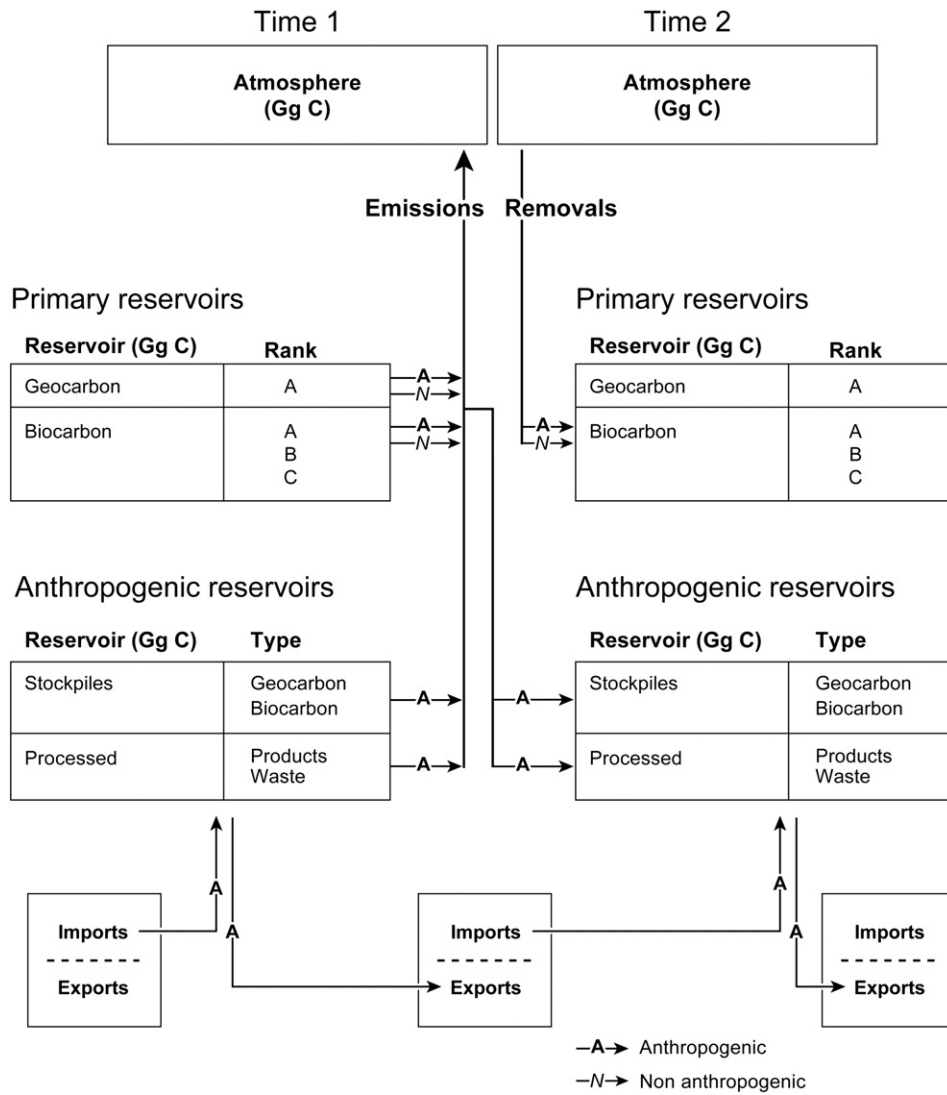 Time 1
Time 2
Atmosphere
(Gg C)
Atmosphere
(Gg C)
Emissions
Removals
Primary reservoirs
Reservoir (Gg C)
Rank
Geocarbon
A
Biocarbon
A
B
C
A
N
A
N
Primary reservoirs
Reservoir (Gg C)
Rank
Geocarbon
A
Biocarbon
A
B
C
A
N
Anthropogenic reservoirs
Reservoir (Gg C)
Type
Stockpiles
Geocarbon
Biocarbon
Processed
Products
Waste
A
A
A
A
Anthropogenic reservoirs
Reservoir (Gg C)
Type
Stockpiles
Geocarbon
Biocarbon
Processed
Products
Waste
A
A
A
A
Imports
Exports
Imports
Exports
Imports
Exports
A Anthropogenic
N Non anthropogenic